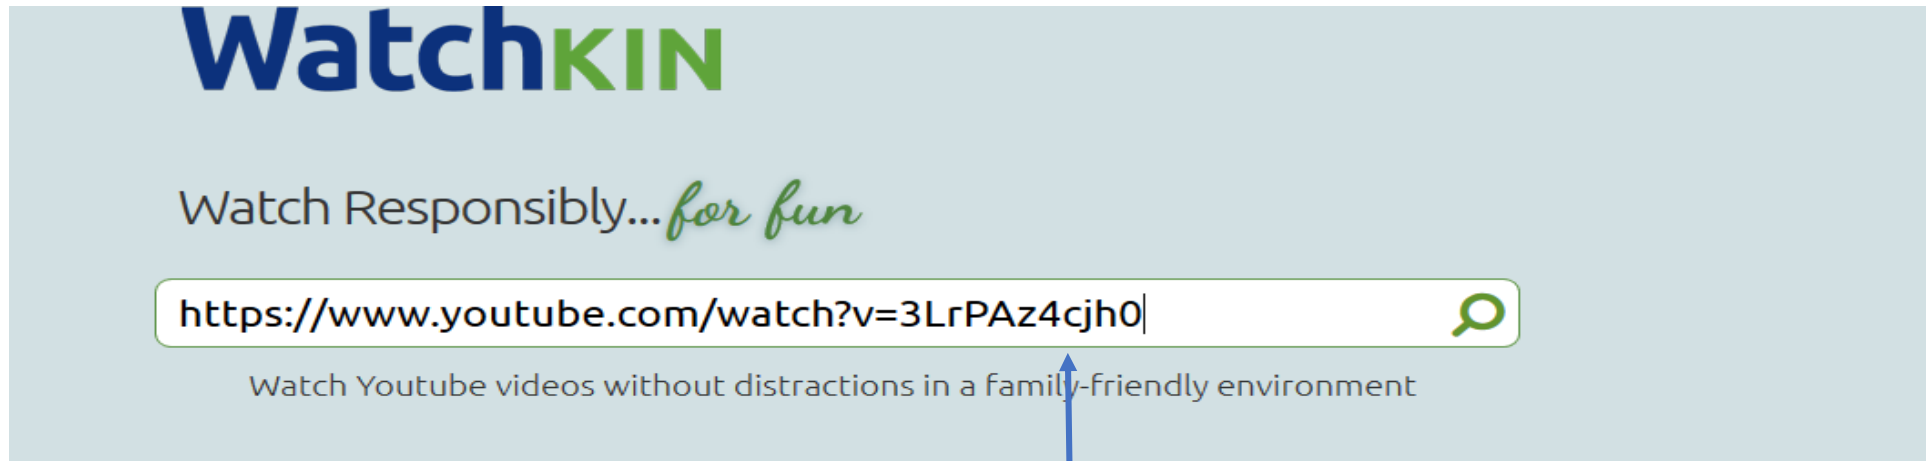 WatchKIN
Watch Responsibly... for fun
https://www.youtube.com/watch?v=3LrPAz4cjh0
Watch Youtube videos without distractions in a family-friendly environment